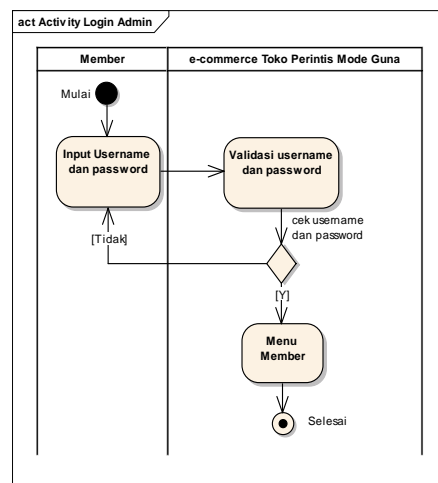 act Activity Login Admin
Member
e-commerce Toko Perintis Mode Guna
Mulai
Input Username
dan password
Validasi username
dan password
cek username
dan password
[Tidak]
[Y]
Menu
Member
Selesai